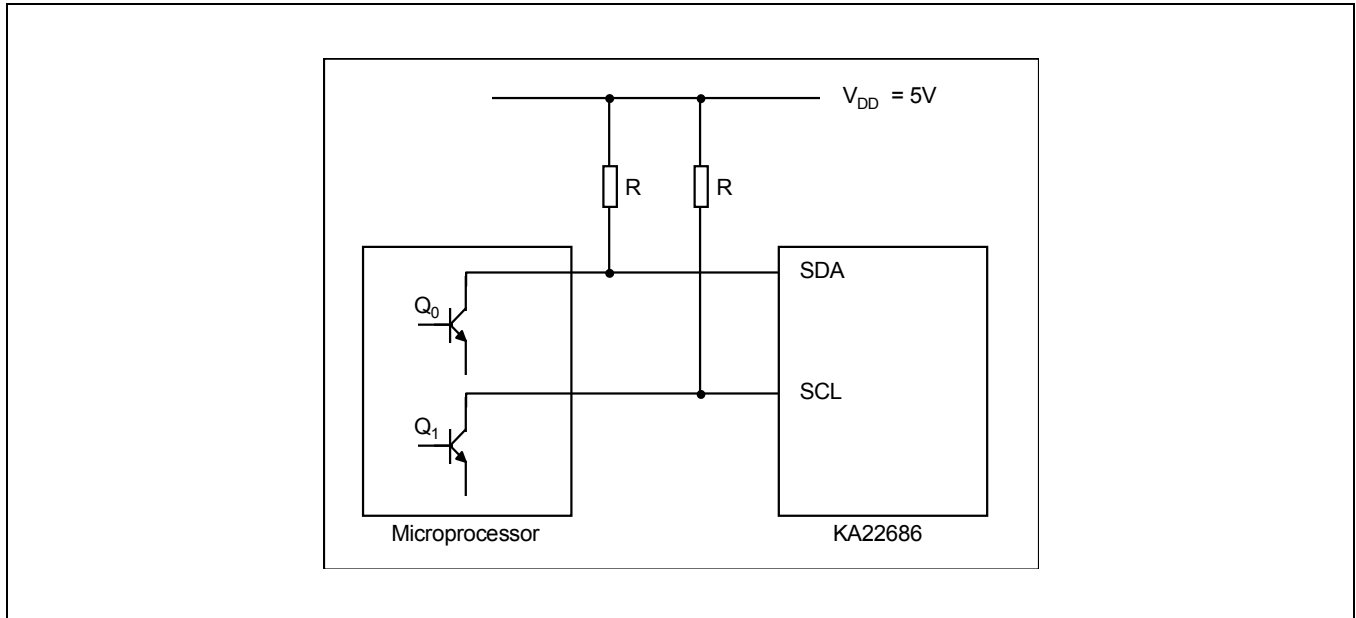 V_DD = 5V
R R
SDA
Q_0
SCL
Q_1
Microprocessor KA22686